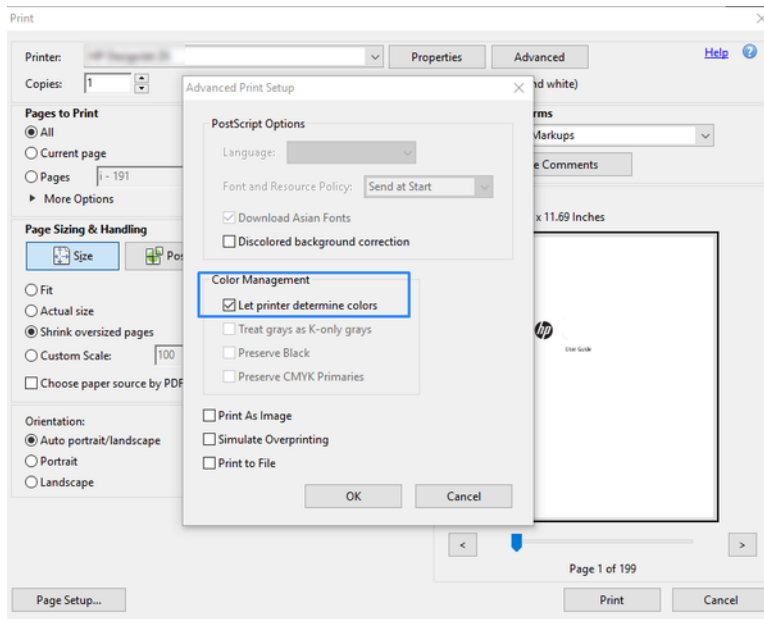 Print
Printer:
Properties
Advanced
Help
Copies: 1
nd white)
Pages to Print
All
Current page
Pages i - 191
More Options
Page Sizing & Handling
Size
Pos
Fit
Actual size
Shrink oversized pages
Custom Scale: 100
Choose paper source by PDF
Orientation:
Auto portrait/landscape
Portrait
Landscape
Advanced Print Setup
PostScript Options
Language:
Font and Resource Policy: Send at Start
Download Asian Fonts
Discolored background correction
Color Management
Let printer determine colors
Treat grays as K-only grays
Preserve Black
Preserve CMYK Primaries
Print As Image
Simulate Overprinting
Print to File
OK
Cancel
rms
Markups
e Comments
x 11.69 Inches
hp
User Guide
<
>
Page 1 of 199
Page Setup...
Print
Cancel